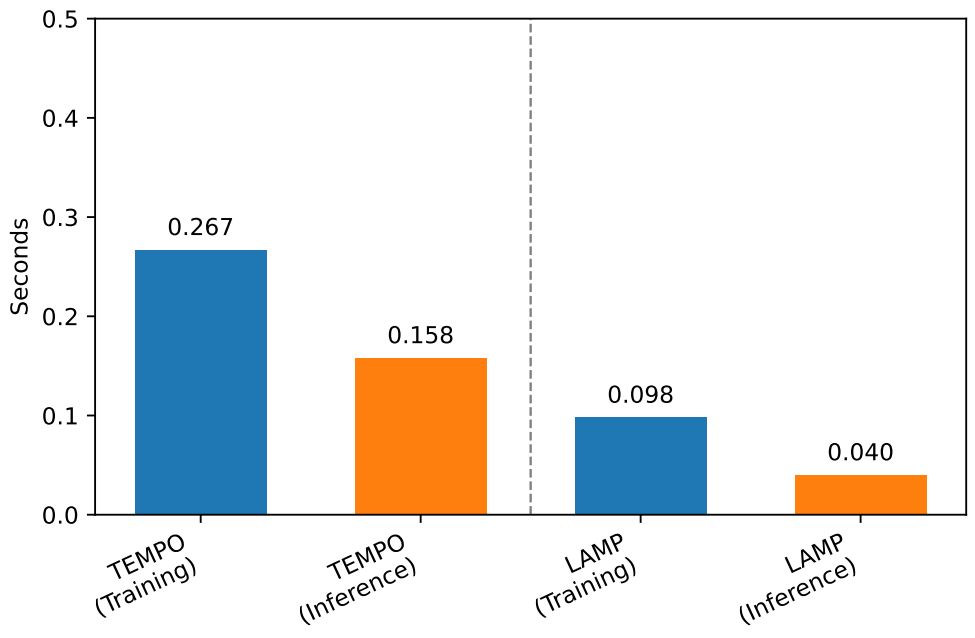 0.5
0.4
0.3
0.2
0.1
0.0
Seconds
0.267
0.158
0.098
0.040
TEMPO
(Training)
TEMPO
(Inference)
LAMP
(Training)
LAMP
(Inference)